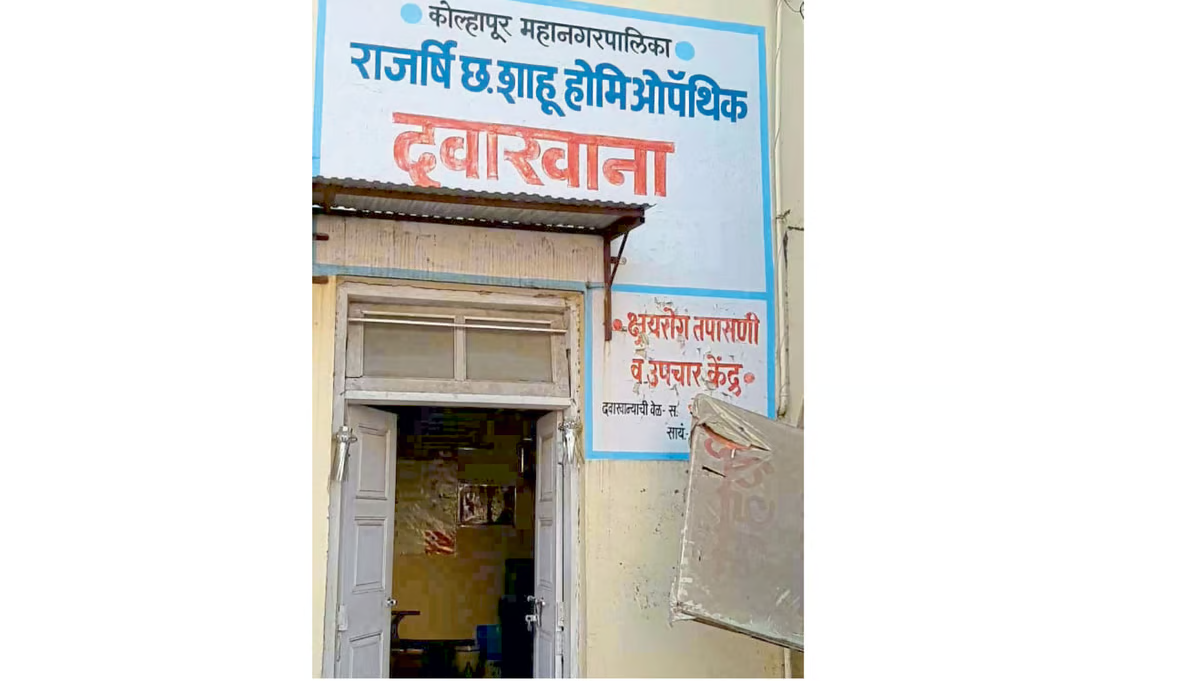 कोल्हापूर महानगरपालिका
राजर्षि छ.शाहू होमिओपॅथिक
दवाखाना
क्षयरोग तपासणी
व उपचार केंद्र
दवाखान्याची वेळ- स.
सायं.